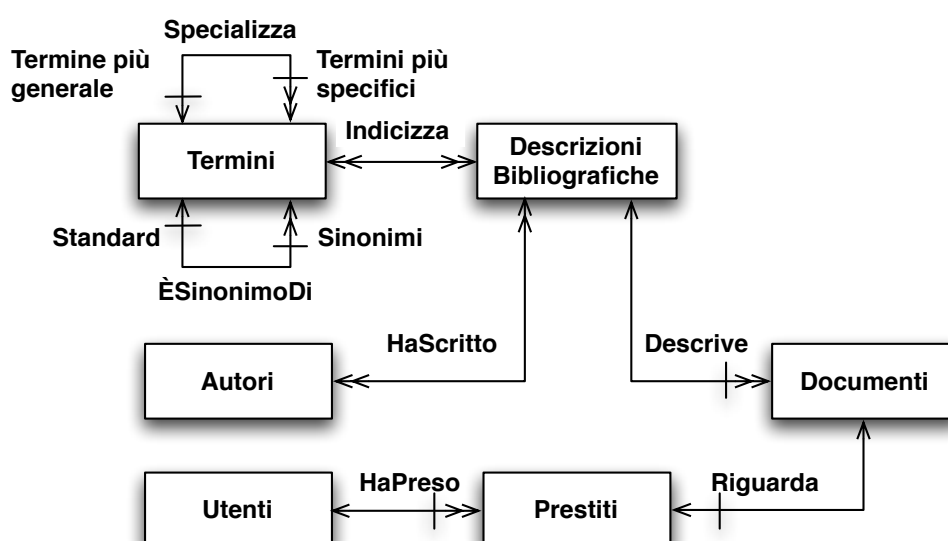 Specializza
Termine più
generale
Termini più
specifici
Termini
Indicizza
Descrizioni
Bibliografiche
Standard
Sinonimi
ÈSinonimoDi
HaScritto
Descrive
Autori
Documenti
HaPreso
Riguarda
Utenti
Prestiti